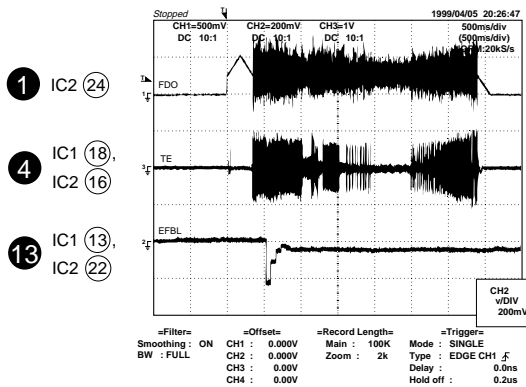 Stopped
1999/04/05 20:26:47
CH1=500mV CH2=200mV CH3=1V 500ms/div
DC 10:1 DC 10:1 DC 10:1 (500ms/div)
NORM:20kS/s
1 IC2 24
FDO
4 IC1 18,
IC2 16
TE
13 IC1 13,
IC2 22
EFBL
CH2
v/DIV
200mV
=Filter= =Offset= =Record Length= =Trigger=
Smoothing : ON CH1 : 0.000V Main : 100K Mode : SINGLE
BW : FULL CH2 : 0.000V Zoom : 2k Type : EDGE CH1
CH3 : 0.00V Delay : 0.0ns
CH4 : 0.00V Hold off : 0.2us